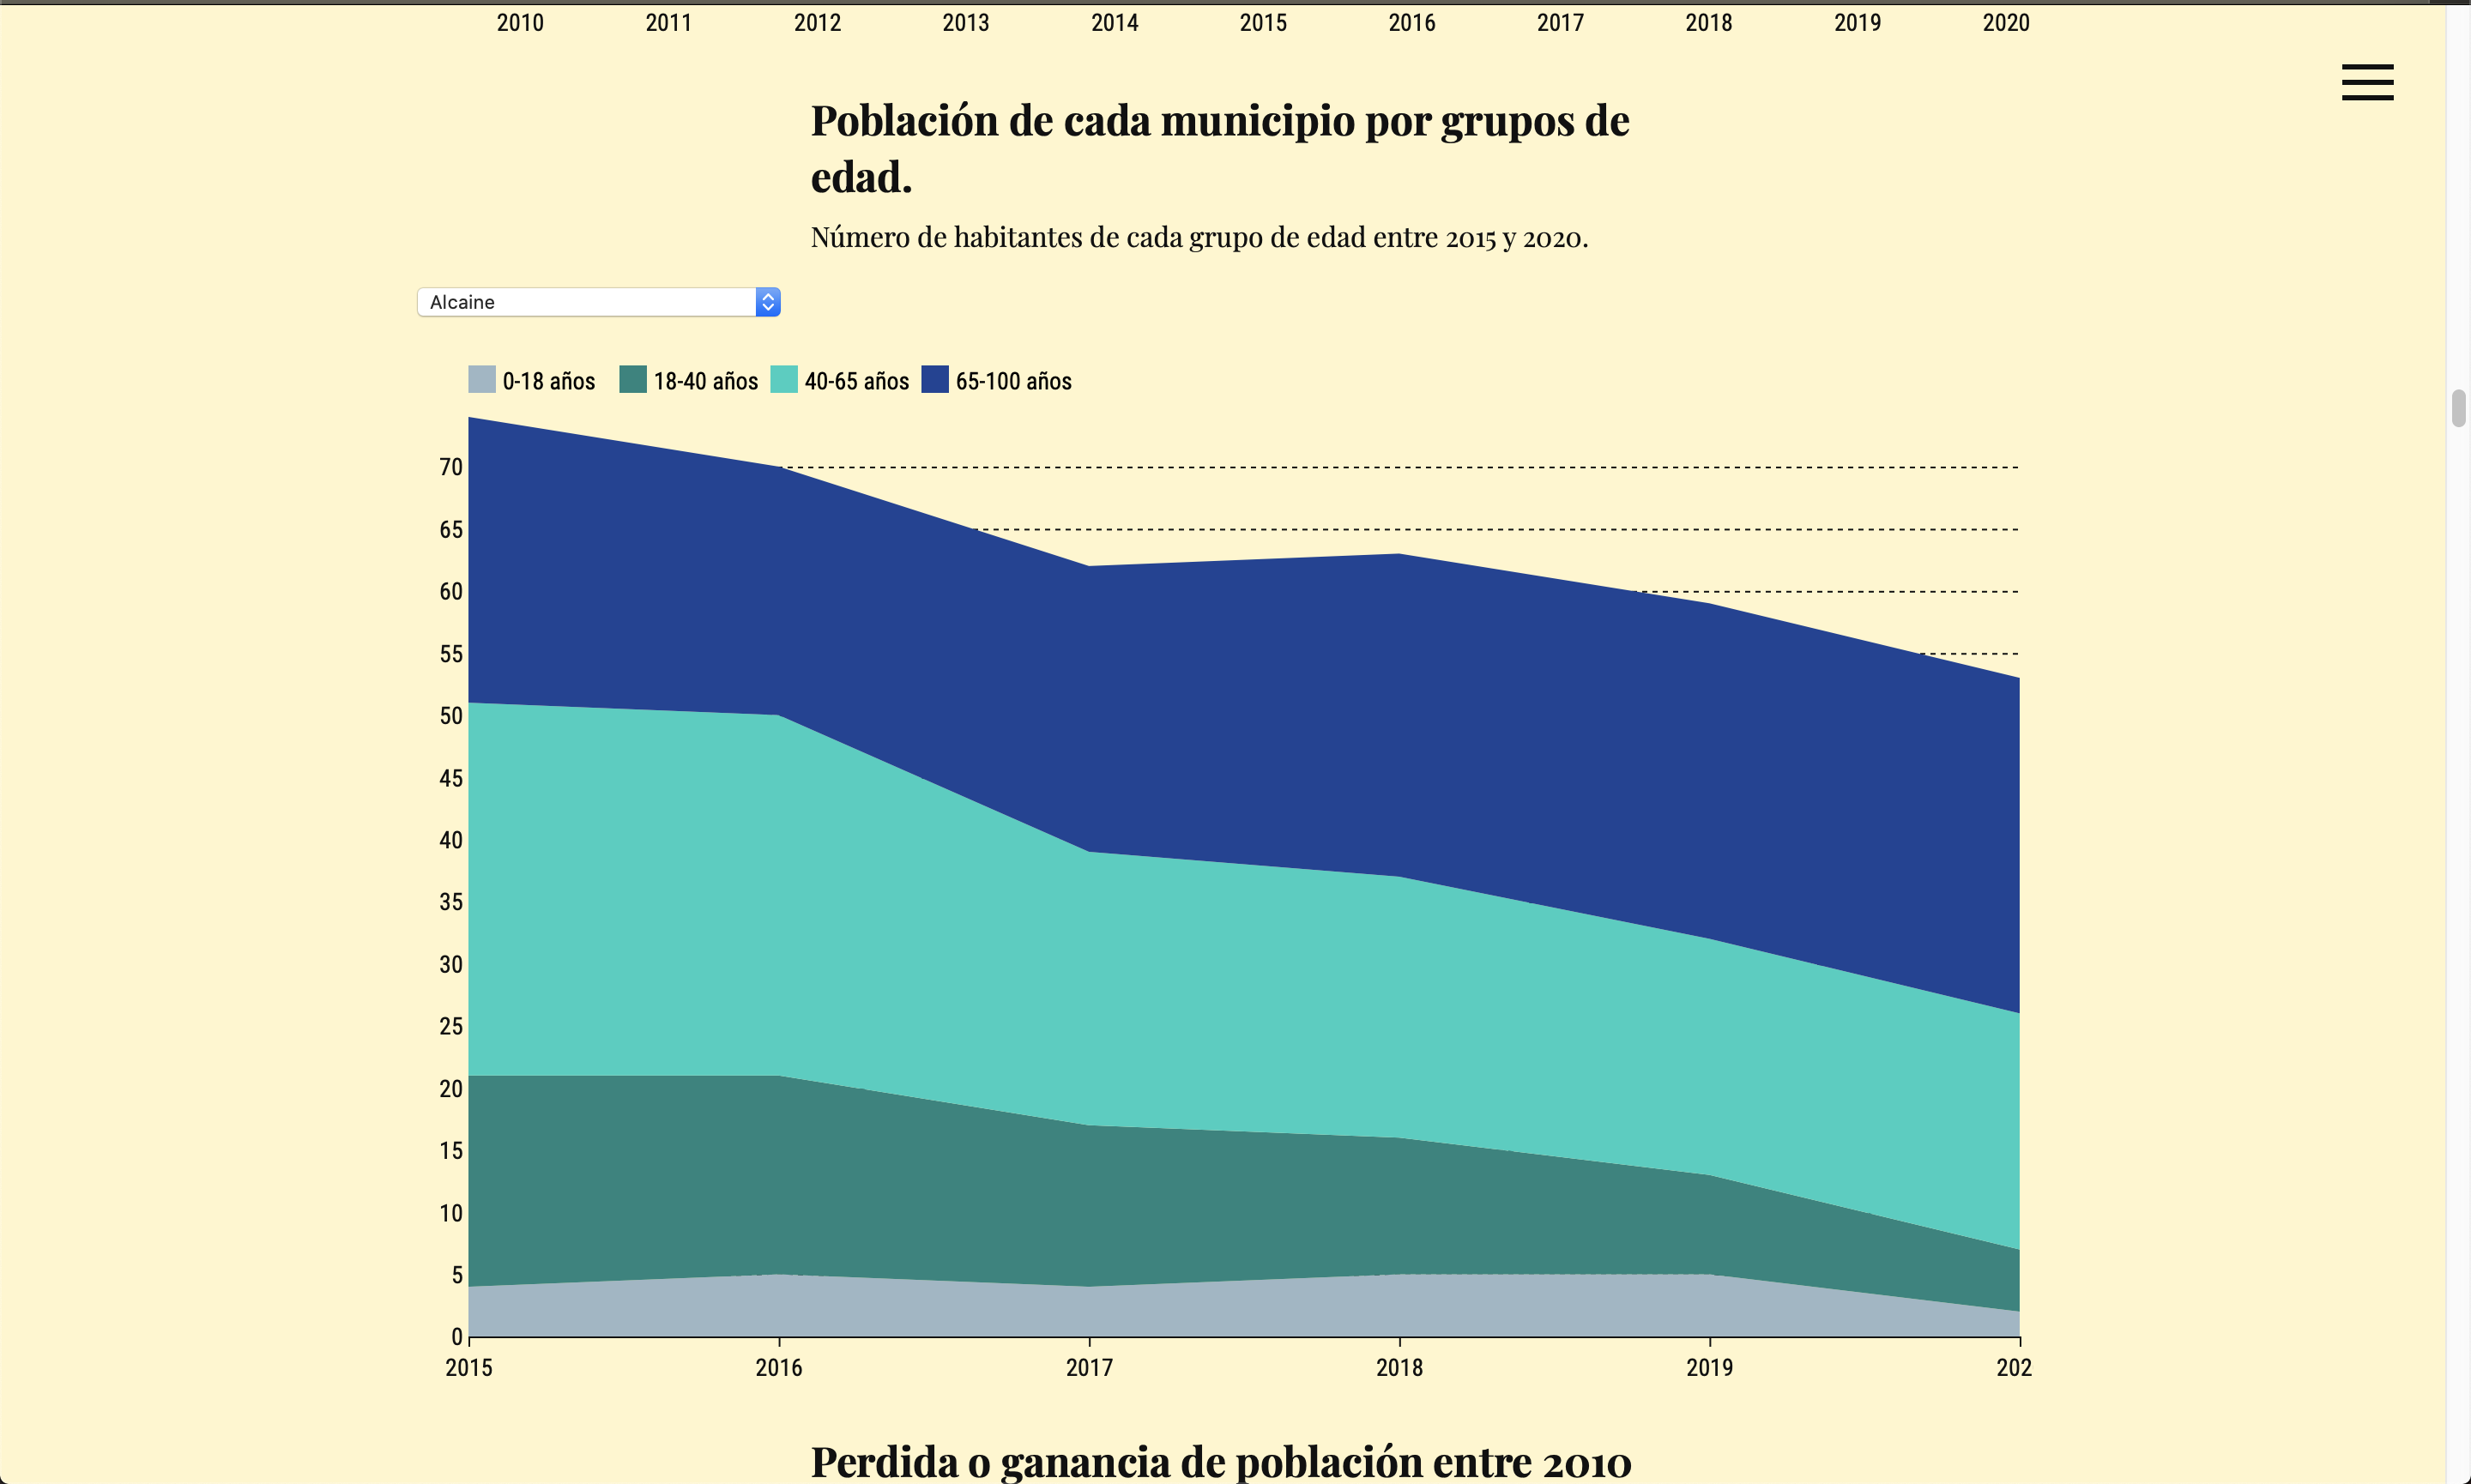 2010 2011 2012 2013 2014 2015 2016 2017 2018 2019 2020
Población de cada municipio por grupos de
edad.
Número de habitantes de cada grupo de edad entre 2015 y 2020.
Alcaine
0-18 años 18-40 años 40-65 años 65-100 años
70
65
60
55
50
45
40
35
30
25
20
15
10
5
0
2015 2016 2017 2018 2019 202
Perdida o ganancia de población entre 2010